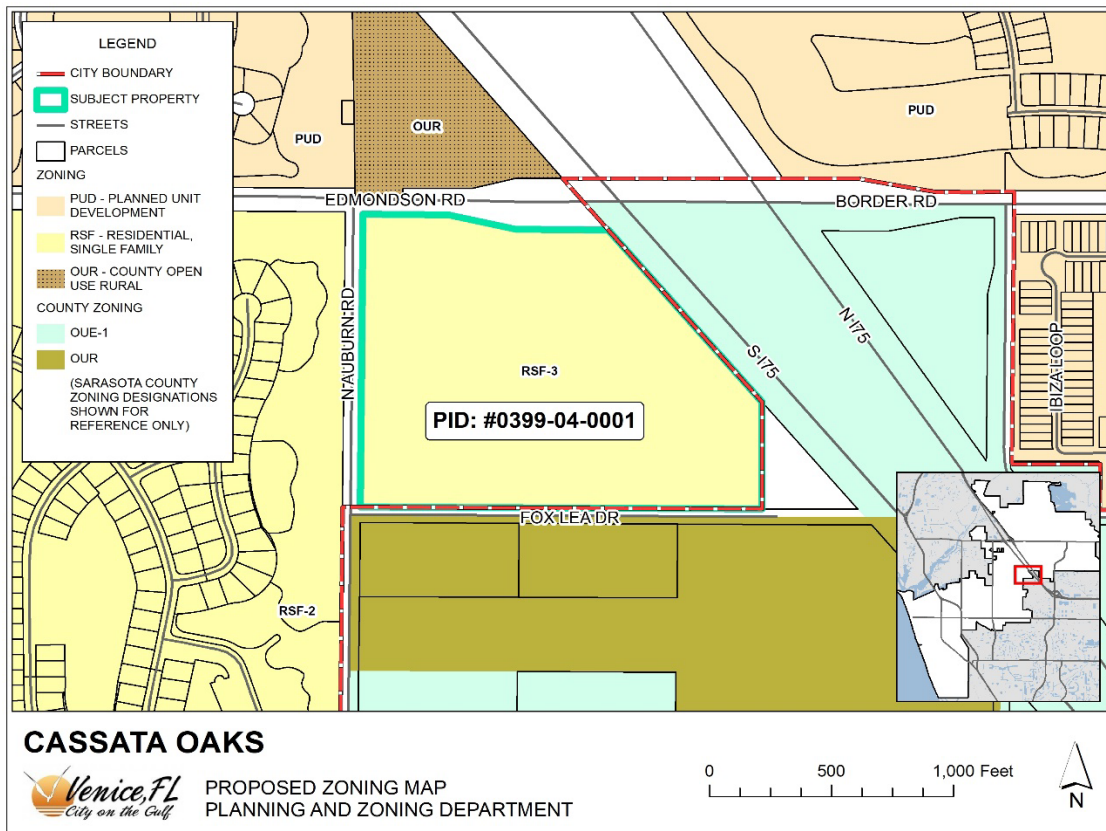 LEGEND
CITY BOUNDARY
SUBJECT PROPERTY
STREETS
PARCELS
ZONING
PUD - PLANNED UNIT
DEVELOPMENT
RSF - RESIDENTIAL,
SINGLE FAMILY
OUR - COUNTY OPEN
USE RURAL
COUNTY ZONING
OUE-1
OUR
(SARASOTA COUNTY
ZONING DESIGNATIONS
SHOWN FOR
REFERENCE ONLY)
PUD
OUR
PUD
EDMONDSON RD
BORDER RD
N AUBURN RD
S I75
N I75
IBIZA LOOP
RSF-3
PID: #0399-04-0001
FOX LEA DR
RSF-2
CASSATA OAKS
Venice, FL
City on the Gulf
PROPOSED ZONING MAP
PLANNING AND ZONING DEPARTMENT
0 500 1,000 Feet
N